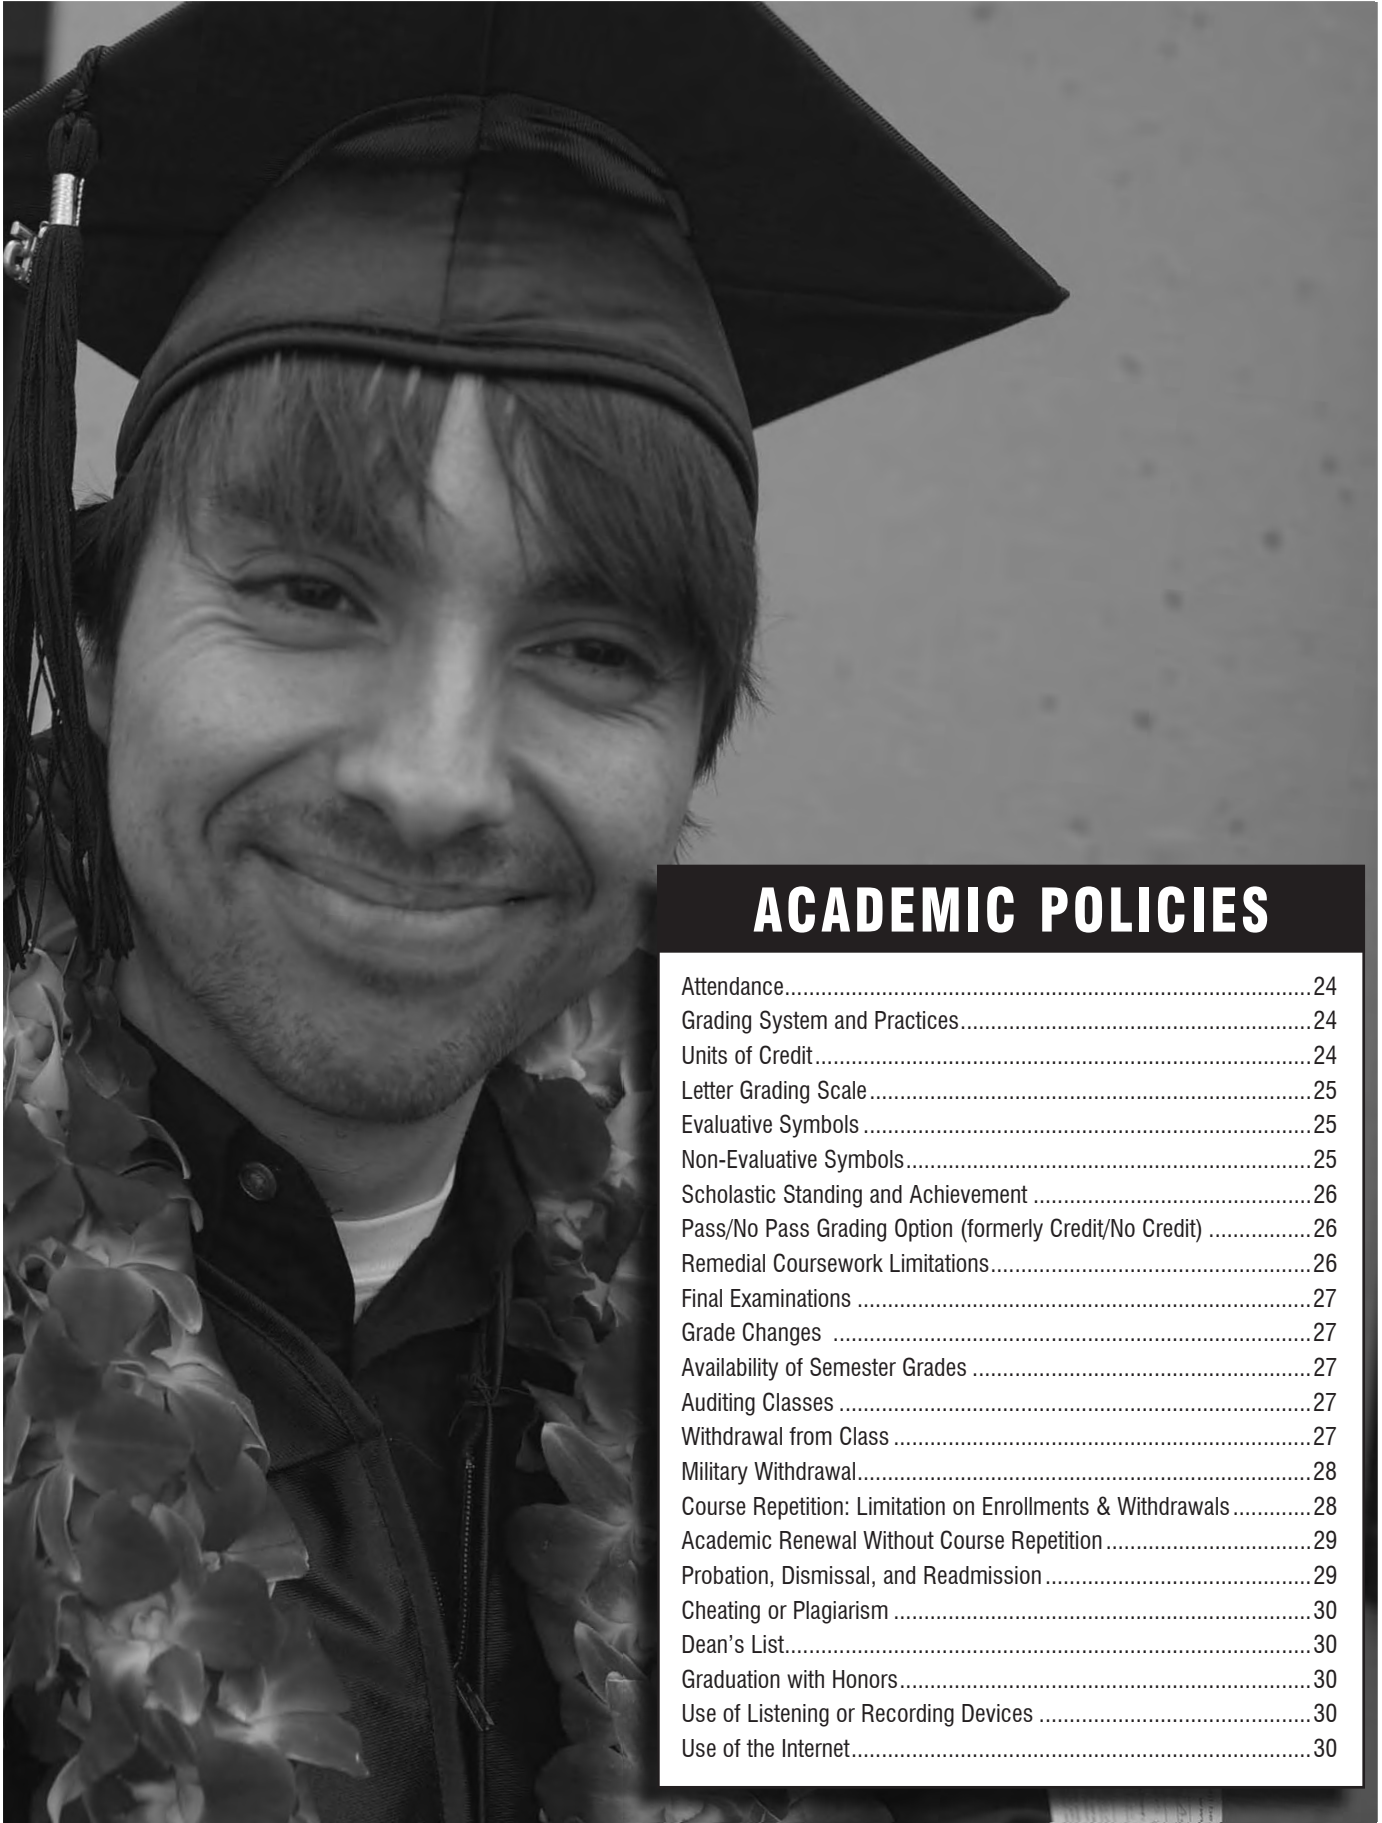 ACADEMIC POLICIES
Attendance.......................................................................................24
Grading System and Practices..........................................................24
Units of Credit..................................................................................24
Letter Grading Scale.........................................................................25
Evaluative Symbols..........................................................................25
Non-Evaluative Symbols...................................................................25
Scholastic Standing and Achievement ..............................................26
Pass/No Pass Grading Option (formerly Credit/No Credit) .................26
Remedial Coursework Limitations.....................................................26
Final Examinations ...........................................................................27
Grade Changes ...............................................................................27
Availability of Semester Grades ........................................................27
Auditing Classes ..............................................................................27
Withdrawal from Class .....................................................................27
Military Withdrawal...........................................................................28
Course Repetition: Limitation on Enrollments & Withdrawals.............28
Academic Renewal Without Course Repetition..................................29
Probation, Dismissal, and Readmission............................................29
Cheating or Plagiarism .....................................................................30
Dean's List.......................................................................................30
Graduation with Honors....................................................................30
Use of Listening or Recording Devices .............................................30
Use of the Internet............................................................................30